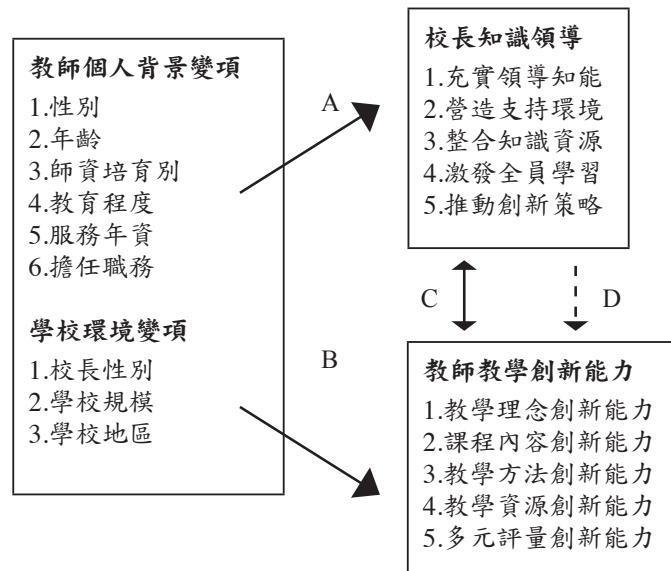 教師個人背景變項
1.性別
2.年齡
3.師資培育別
4.教育程度
5.服務年資
6.擔任職務
學校環境變項
1.校長性別
2.學校規模
3.學校地區
A
B
校長知識領導
1.充實領導知能
2.營造支持環境
3.整合知識資源
4.激發全員學習
5.推動創新策略
C
D
教師教學創新能力
1.教學理念創新能力
2.課程內容創新能力
3.教學方法創新能力
4.教學資源創新能力
5.多元評量創新能力